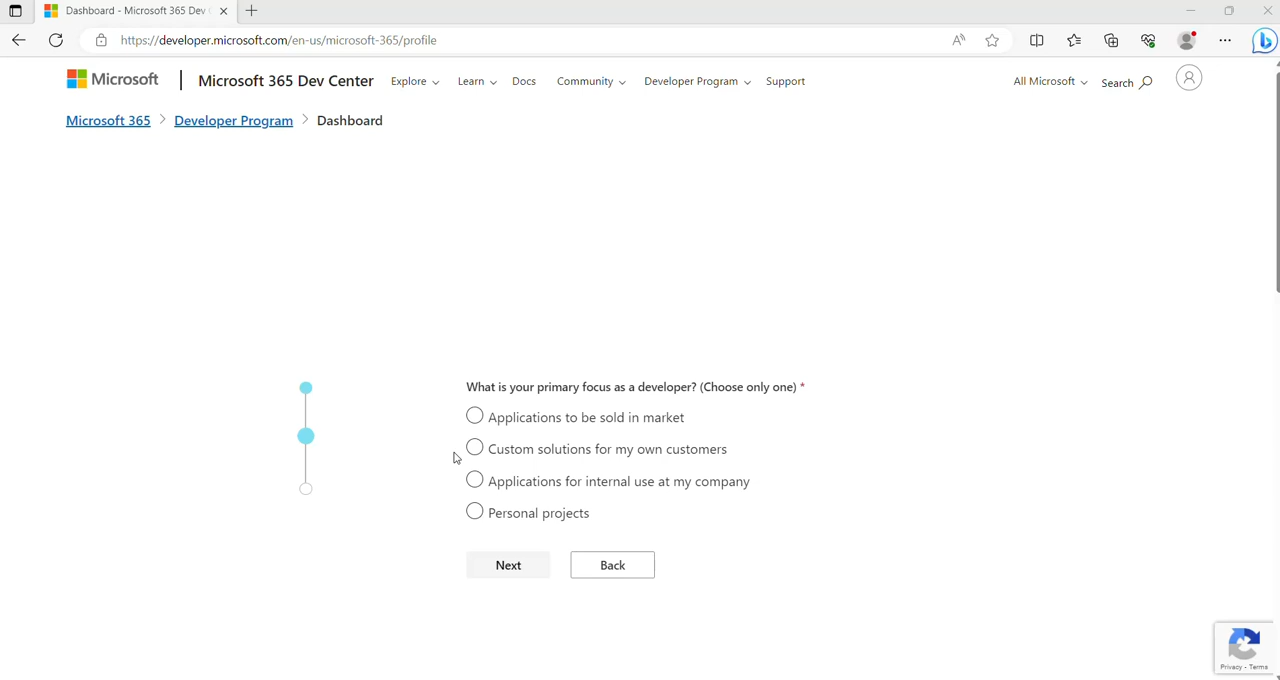 Dashboard - Microsoft 365 Dev
https://developer.microsoft.com/en-us/microsoft-365/profile
Microsoft Microsoft 365 Dev Center Explore Learn Docs Community Developer Program Support All Microsoft Search
Microsoft 365 > Developer Program > Dashboard
What is your primary focus as a developer? (Choose only one) *
Applications to be sold in market
Custom solutions for my own customers
Applications for internal use at my company
Personal projects
Next Back
Privacy - Terms